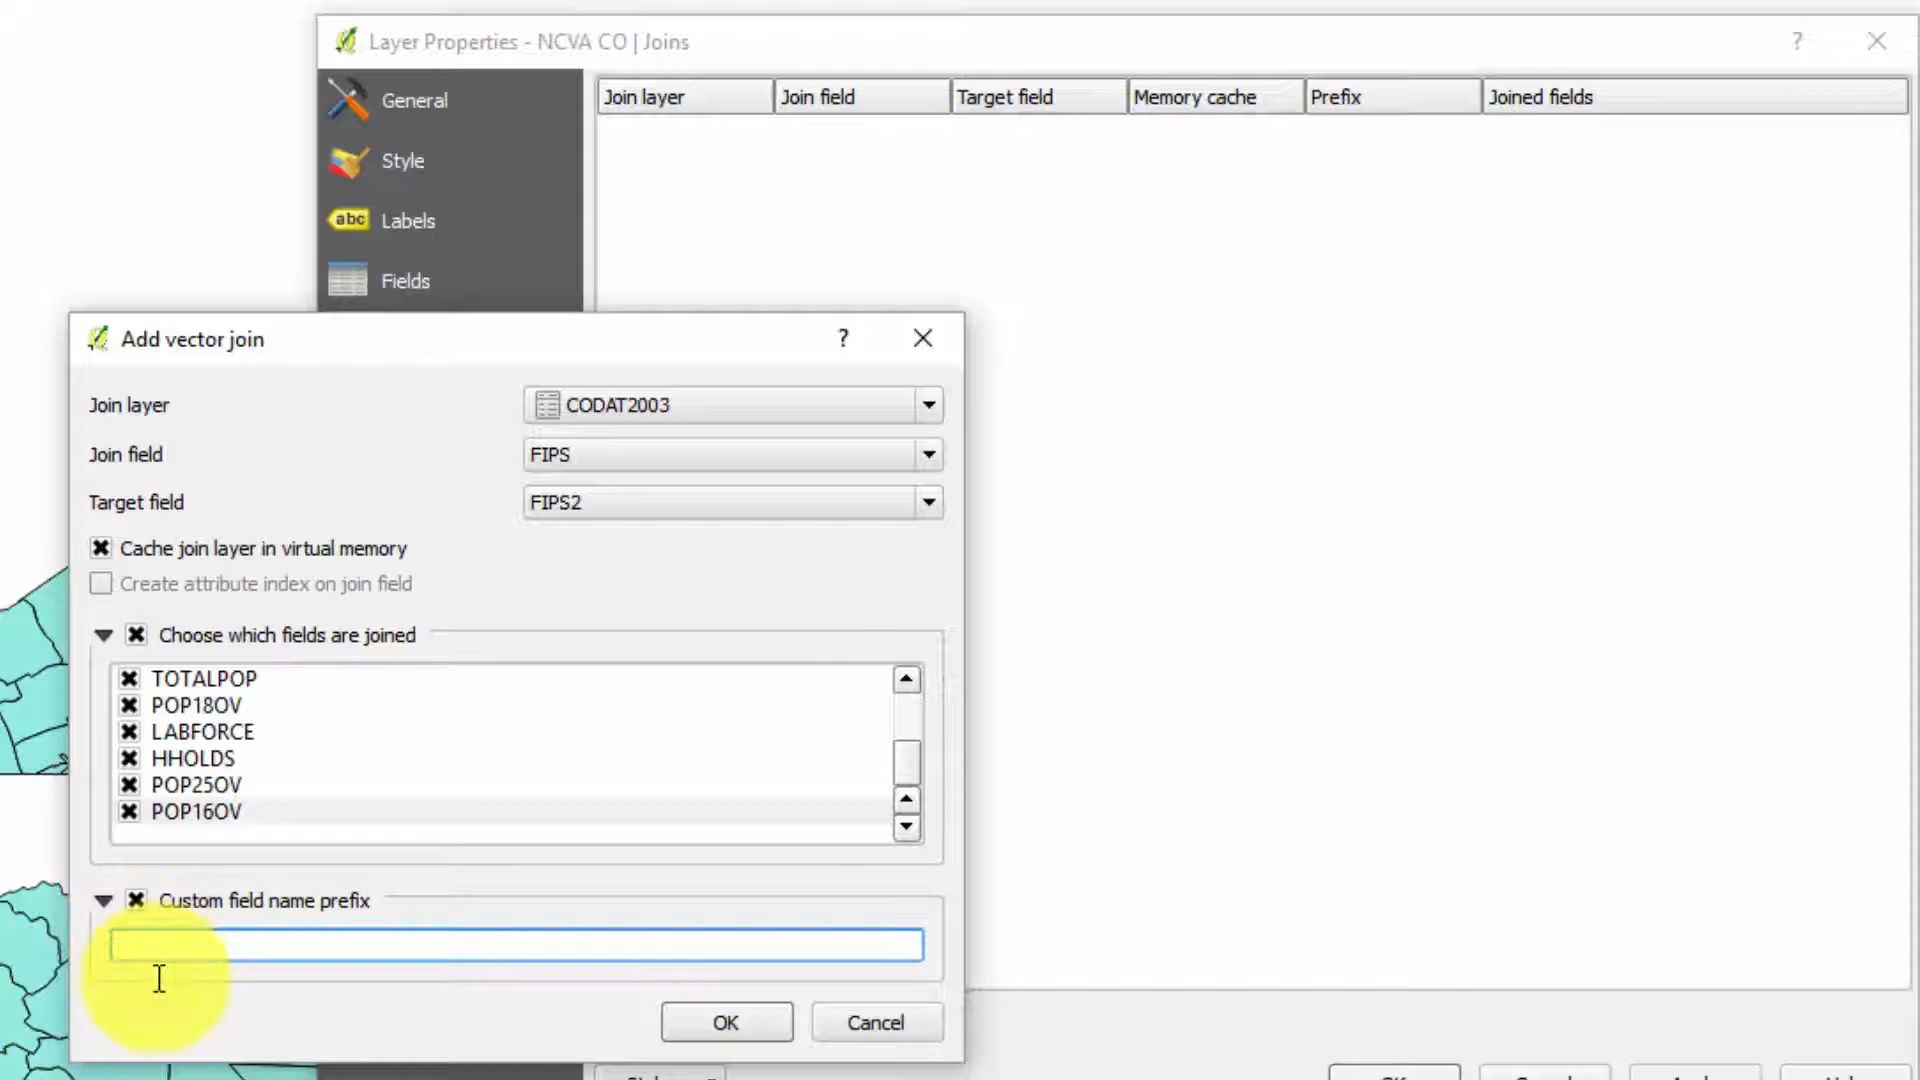 Layer Properties - NCVA CO | Joins ?
General
Style
abc Labels
Fields
Join layer Join field Target field Memory cache Prefix Joined fields
Add vector join ?
Join layer CODAT2003
Join field FIPS
Target field FIPS2
Cache join layer in virtual memory
Create attribute index on join field
Choose which fields are joined
TOTALPOP
POP18OV
LABFORCE
HHOLDS
POP25OV
POP16OV
Custom field name prefix
OK Cancel